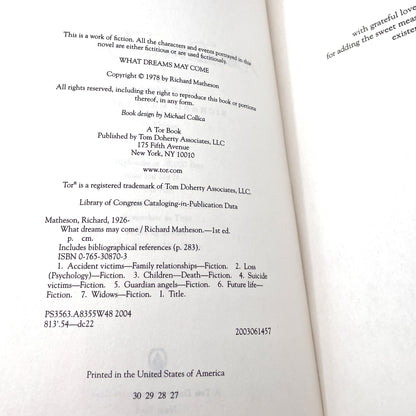 This is a work of fiction. All the characters and events portrayed in this
novel are either fictitious or are used fictitiously.
WHAT DREAMS MAY COME
Copyright © 1978 by Richard Matheson
All rights reserved, including the right to reproduce this book or portions
thereof, in any form.
Book design by Michael Collica
A Tor Book
Published by Tom Doherty Associates, LLC
175 Fifth Avenue
New York, NY 10010
www.tor.com
Tor® is a registered trademark of Tom Doherty Associates, LLC.
Library of Congress Cataloging-in-Publication Data
Matheson, Richard, 1926-
What dreams may come / Richard Matheson.—1st ed.
p. cm.
Includes bibliographical references (p. 283).
ISBN 0-765-30870-3
1. Accident victims—Family relationships—Fiction. 2. Loss
(Psychology)—Fiction. 3. Children—Death—Fiction. 4. Suicide
victims—Fiction. 5. Guardian angels—Fiction. 6. Future life—
Fiction. 7. Widows—Fiction. I. Title.
PS3563.A8355W48 2004
813'.54—dc22
2003061457
Printed in the United States of America
30 29 28 27
with grateful love
for adding the sweet